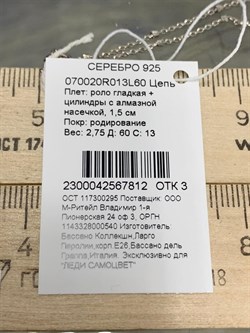 СЕРЕБРО 925
070020R013L60 Цепь
Плет: роло гладкая +
цилиндры с алмазной
насечкой, 1,5 см
Покр: родирование
Вес: 2,75 Д: 60 С: 13
2300042567812 ОТК 3
ОСТ 117300295 Поставщик ООО
М-Ритейл Владимир 1-я
Пионерская 24 оф 3, ОГРН
1143328000540 Изготовитель
Бассано Коллекшн,Ларго
Паролини,корп.Е26,Бассано дель
Граппа,Италия. Эксклюзивно для
"ЛЕДИ САМОЦВЕТ"